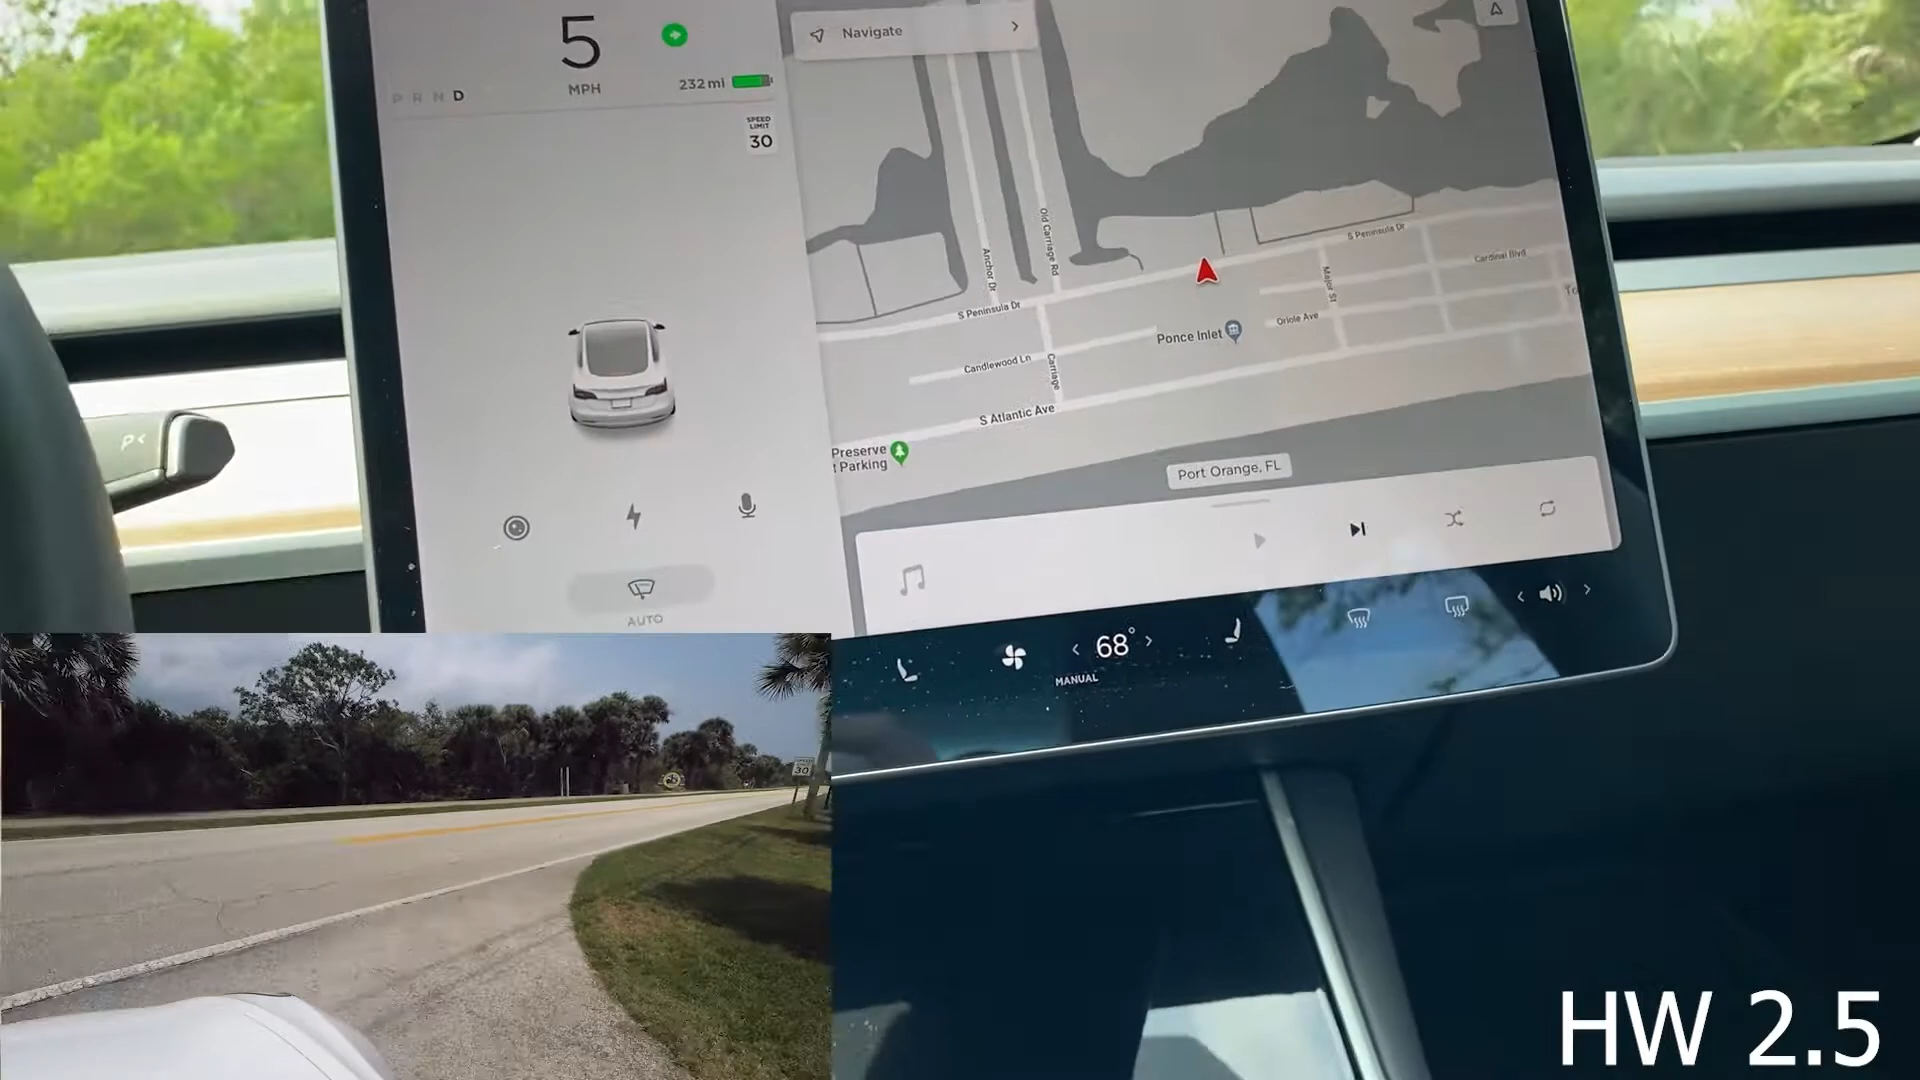 5
MPH
P R N D
232 mi
SPEED
LIMIT
30
AUTO
Navigate
Anchor Dr
Old Carriage Rd
S Peninsula Dr
S Peninsula Dr
Major St
Cardinal Blvd
Oriole Ave
Ponce Inlet
Candlewood Ln
Carriage
S Atlantic Ave
Preserve
t Parking
Port Orange, FL
68°
MANUAL
P<
SPEED
30
HW 2.5